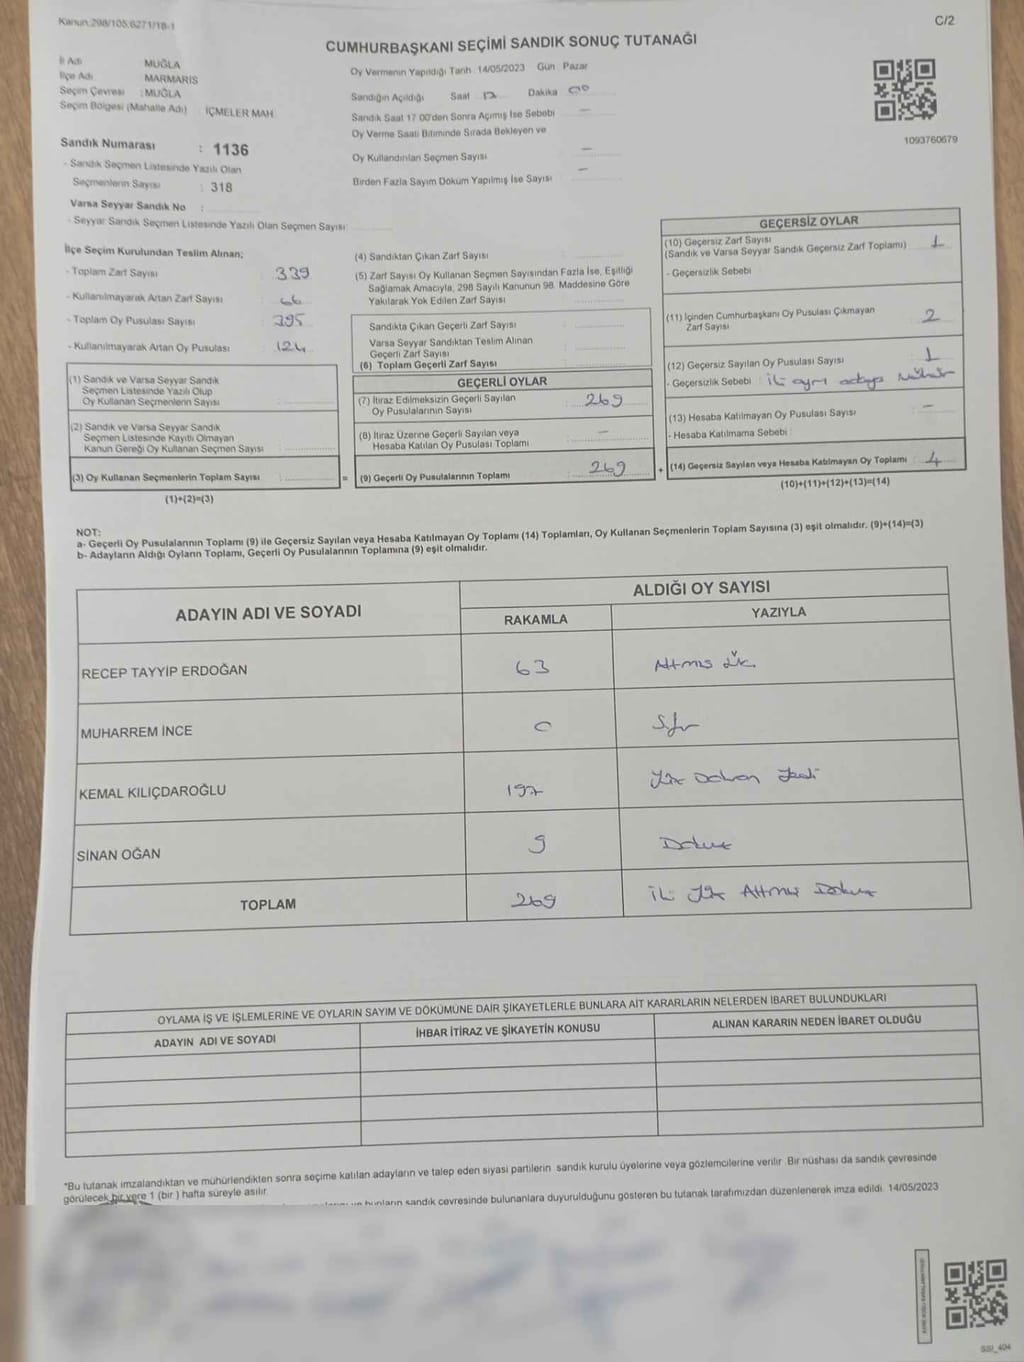 Kanun:298/105,6271/18-1
C/2
CUMHURBAŞKANI SEÇİMİ SANDIK SONUÇ TUTANAĞI
İl Adı MUĞLA
İlçe Adı MARMARİS
Seçim Çevresi : MUĞLA
Seçim Bölgesi (Mahalle Adı) : İÇMELER MAH.
Sandık Numarası : 1136
- Sandık Seçmen Listesinde Yazılı Olan
Seçmenlerin Sayısı : 318
Varsa Seyyar Sandık No :
- Seyyar Sandık Seçmen Listesinde Yazılı Olan Seçmen Sayısı
Oy Vermenin Yapıldığı Tarih 14/05/2023 Gün Pazar
Sandığın Açıldığı Saat 17 Dakika 00
Sandık Saat 17.00'den Sonra Açılmış İse Sebebi —
Oy Verme Saati Bitiminde Sırada Bekleyen ve
Oy Kullandırılan Seçmen Sayısı —
Birden Fazla Sayım Döküm Yapılmış İse Sayısı —
1093760679
İlçe Seçim Kurulundan Teslim Alınan;
- Toplam Zarf Sayısı : 339
- Kullanılmayarak Artan Zarf Sayısı : 66
- Toplam Oy Pusulası Sayısı : 395
- Kullanılmayarak Artan Oy Pusulası : 124
(1) Sandık ve Varsa Seyyar Sandık
Seçmen Listesinde Yazılı Olup
Oy Kullanan Seçmenlerin Sayısı :
(2) Sandık ve Varsa Seyyar Sandık
Seçmen Listesinde Kayıtlı Olmayan
Kanun Gereği Oy Kullanan Seçmen Sayısı :
(3) Oy Kullanan Seçmenlerin Toplam Sayısı : =
(1)+(2)=(3)
(4) Sandıktan Çıkan Zarf Sayısı :
(5) Zarf Sayısı Oy Kullanan Seçmen Sayısından Fazla İse, Eşitliği
Sağlamak Amacıyla, 298 Sayılı Kanunun 98. Maddesine Göre
Yakılarak Yok Edilen Zarf Sayısı :
Sandıkta Çıkan Geçerli Zarf Sayısı :
Varsa Seyyar Sandıktan Teslim Alınan
Geçerli Zarf Sayısı :
(6) Toplam Geçerli Zarf Sayısı :
GEÇERLİ OYLAR
(7) İtiraz Edilmeksizin Geçerli Sayılan
Oy Pusulalarının Sayısı : 269
(8) İtiraz Üzerine Geçerli Sayılan veya
Hesaba Katılan Oy Pusulası Toplamı : —
(9) Geçerli Oy Pusulalarının Toplamı : 269 +
GEÇERSİZ OYLAR
(10) Geçersiz Zarf Sayısı
(Sandık ve Varsa Seyyar Sandık Geçersiz Zarf Toplamı) : 1
- Geçersizlik Sebebi :
(11) İçinden Cumhurbaşkanı Oy Pusulası Çıkmayan
Zarf Sayısı : 2
(12) Geçersiz Sayılan Oy Pusulası Sayısı : 1
- Geçersizlik Sebebi : iki ayrı adaya mühür
(13) Hesaba Katılmayan Oy Pusulası Sayısı : —
- Hesaba Katılmama Sebebi :
(14) Geçersiz Sayılan veya Hesaba Katılmayan Oy Toplamı : 4
(10)+(11)+(12)+(13)=(14)
NOT:
a- Geçerli Oy Pusulalarının Toplamı (9) ile Geçersiz Sayılan veya Hesaba Katılmayan Oy Toplamı (14) Toplamları, Oy Kullanan Seçmenlerin Toplam Sayısına (3) eşit olmalıdır. (9)+(14)=(3)
b- Adayların Aldığı Oyların Toplamı, Geçerli Oy Pusulalarının Toplamına (9) eşit olmalıdır.
ADAYIN ADI VE SOYADI
ALDIĞI OY SAYISI
RAKAMLA YAZIYLA
RECEP TAYYİP ERDOĞAN 63 Altmış Üç
MUHARREM İNCE 0 Sıfır
KEMAL KILIÇDAROĞLU 197 Yüz Doksan Yedi
SİNAN OĞAN 9 Dokuz
TOPLAM 269 İki Yüz Altmış Dokuz
OYLAMA İŞ VE İŞLEMLERİNE VE OYLARIN SAYIM VE DÖKÜMÜNE DAİR ŞİKAYETLERLE BUNLARA AİT KARARLARIN NELERDEN İBARET BULUNDUKLARI
ADAYIN ADI VE SOYADI İHBAR İTİRAZ VE ŞİKAYETİN KONUSU ALINAN KARARIN NEDEN İBARET OLDUĞU
*Bu tutanak imzalandıktan ve mühürlendikten sonra seçime katılan adayların ve talep eden siyasi partilerin sandık kurulu üyelerine veya gözlemcilerine verilir. Bir nüshası da sandık çevresinde
görülecek bir yere 1 (bir ) hafta süreyle asılır.
bunların sandık çevresinde bulunanlara duyurulduğunu gösteren bu tutanak tarafımızdan düzenlenerek imza edildi. 14/05/2023
SSI_404